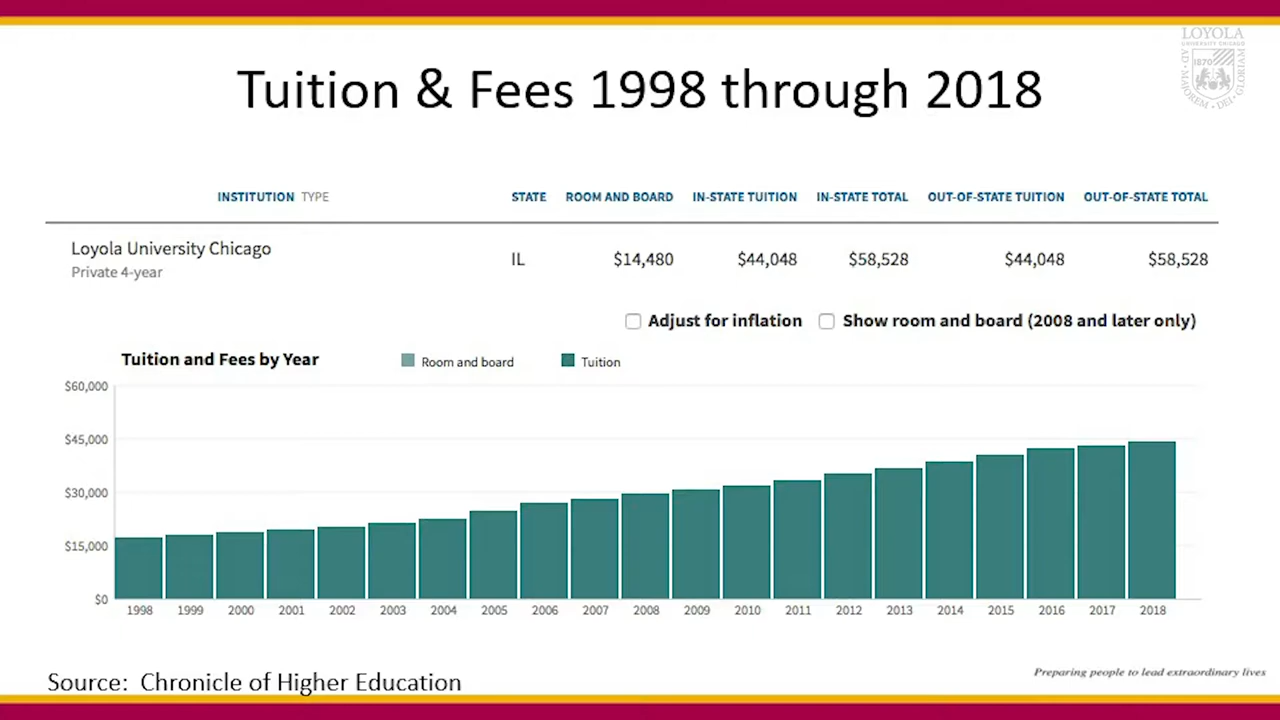 LOYOLA
UNIVERSITY CHICAGO
1870
AD • MAJOREM • DEI • GLORIAM
Tuition & Fees 1998 through 2018
INSTITUTION TYPE STATE ROOM AND BOARD IN-STATE TUITION IN-STATE TOTAL OUT-OF-STATE TUITION OUT-OF-STATE TOTAL
Loyola University Chicago IL $14,480 $44,048 $58,528 $44,048 $58,528
Private 4-year
Adjust for inflation Show room and board (2008 and later only)
Tuition and Fees by Year Room and board Tuition
$60,000
$45,000
$30,000
$15,000
$0
1998 1999 2000 2001 2002 2003 2004 2005 2006 2007 2008 2009 2010 2011 2012 2013 2014 2015 2016 2017 2018
Preparing people to lead extraordinary lives
Source: Chronicle of Higher Education